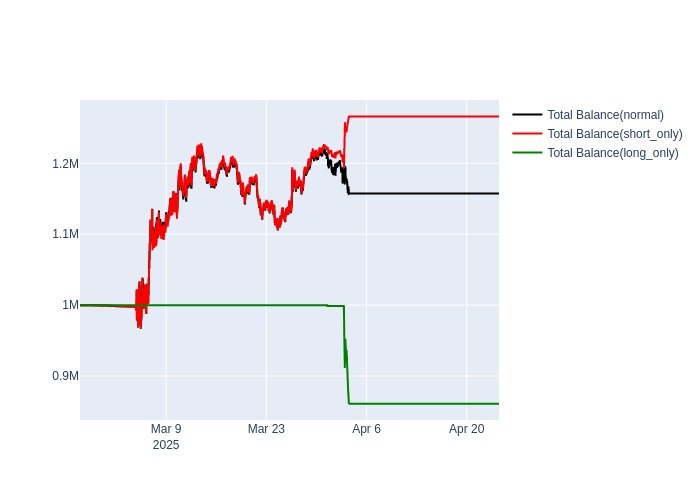 Total Balance(normal)
Total Balance(short_only)
Total Balance(long_only)
1.2M
1.1M
1M
0.9M
Mar 9
2025
Mar 23
Apr 6
Apr 20